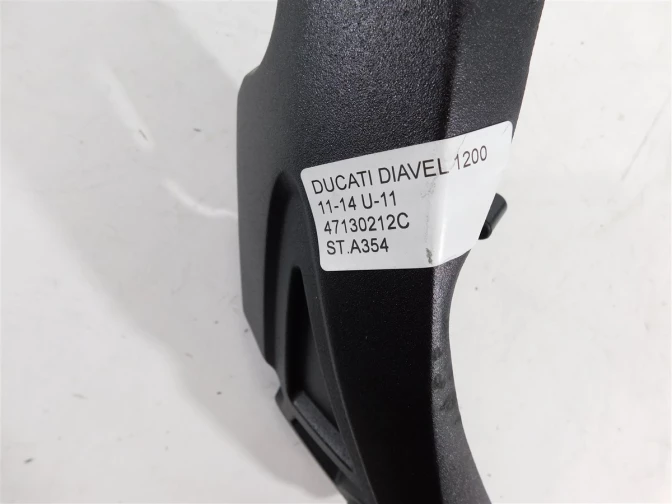 DUCATI DIAVEL 1200
11-14 U-11
47130212C
ST.A354